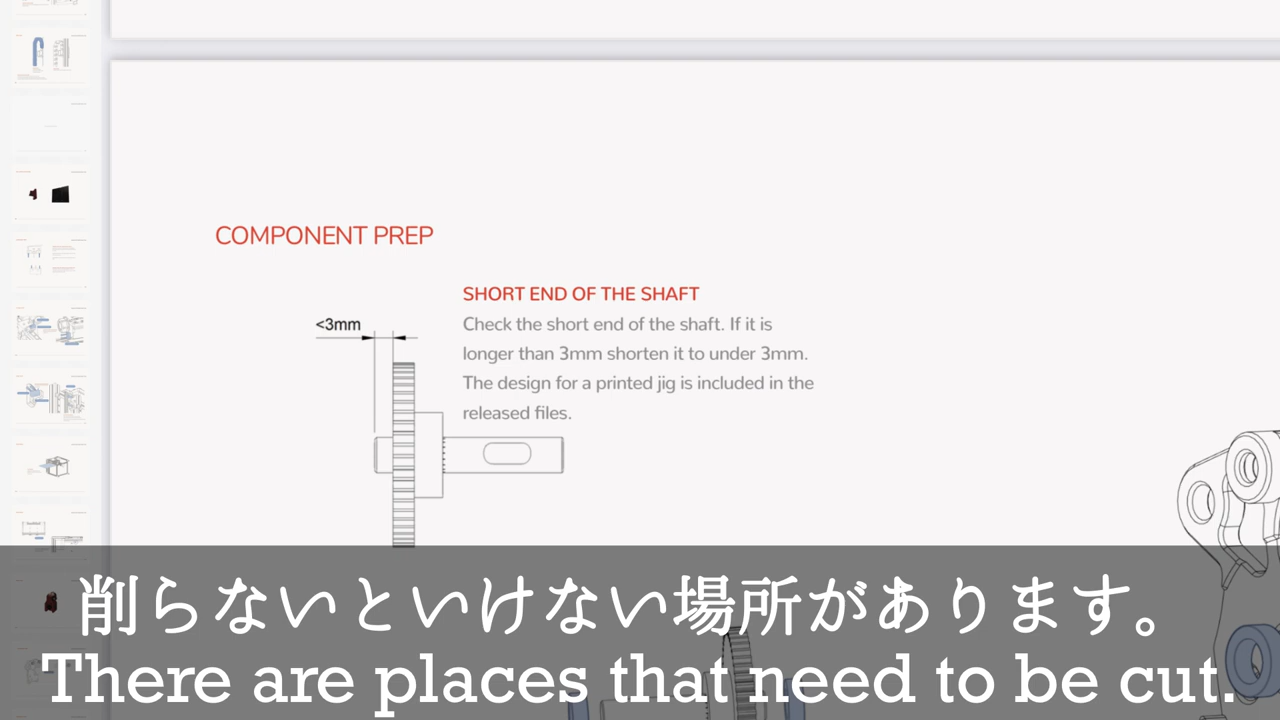 COMPONENT PREP
SHORT END OF THE SHAFT
<3mm
Check the short end of the shaft. If it is
longer than 3mm shorten it to under 3mm.
The design for a printed jig is included in the
released files.
削らないといけない場所があります。
There are places that need to be cut.